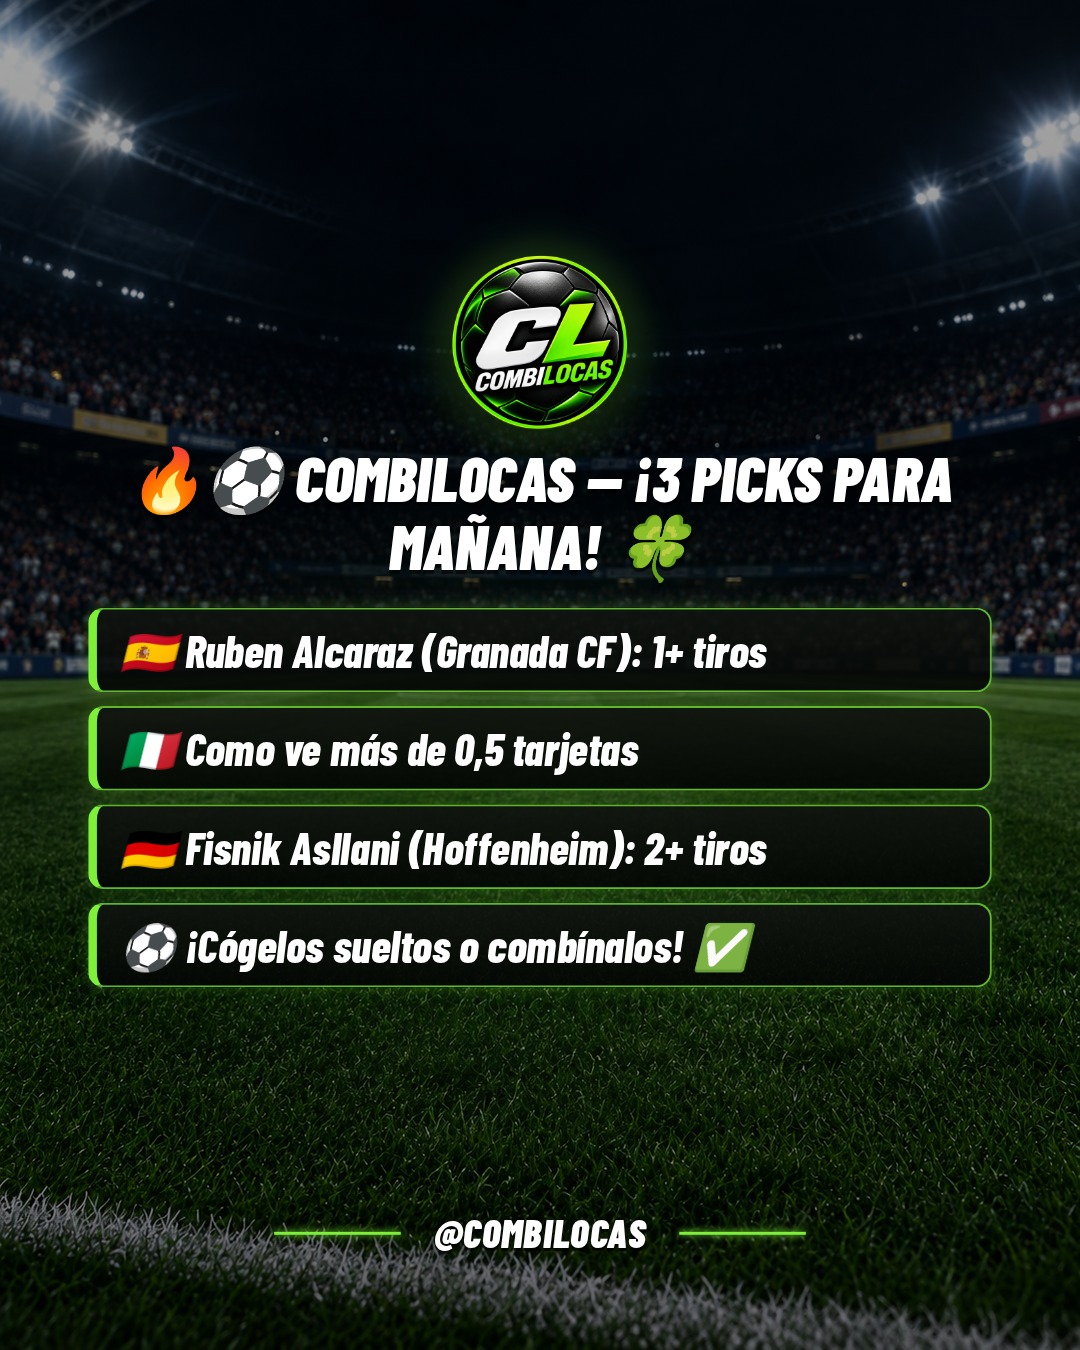 CL
COMBILOCAS
🔥⚽ COMBILOCAS – ¡3 PICKS PARA
MAÑANA! 🍀
🇪🇸 Ruben Alcaraz (Granada CF): 1+ tiros
🇮🇹 Como ve más de 0,5 tarjetas
🇩🇪 Fisnik Asllani (Hoffenheim): 2+ tiros
⚽ ¡Cógelos sueltos o combínalos! ✅
@COMBILOCAS